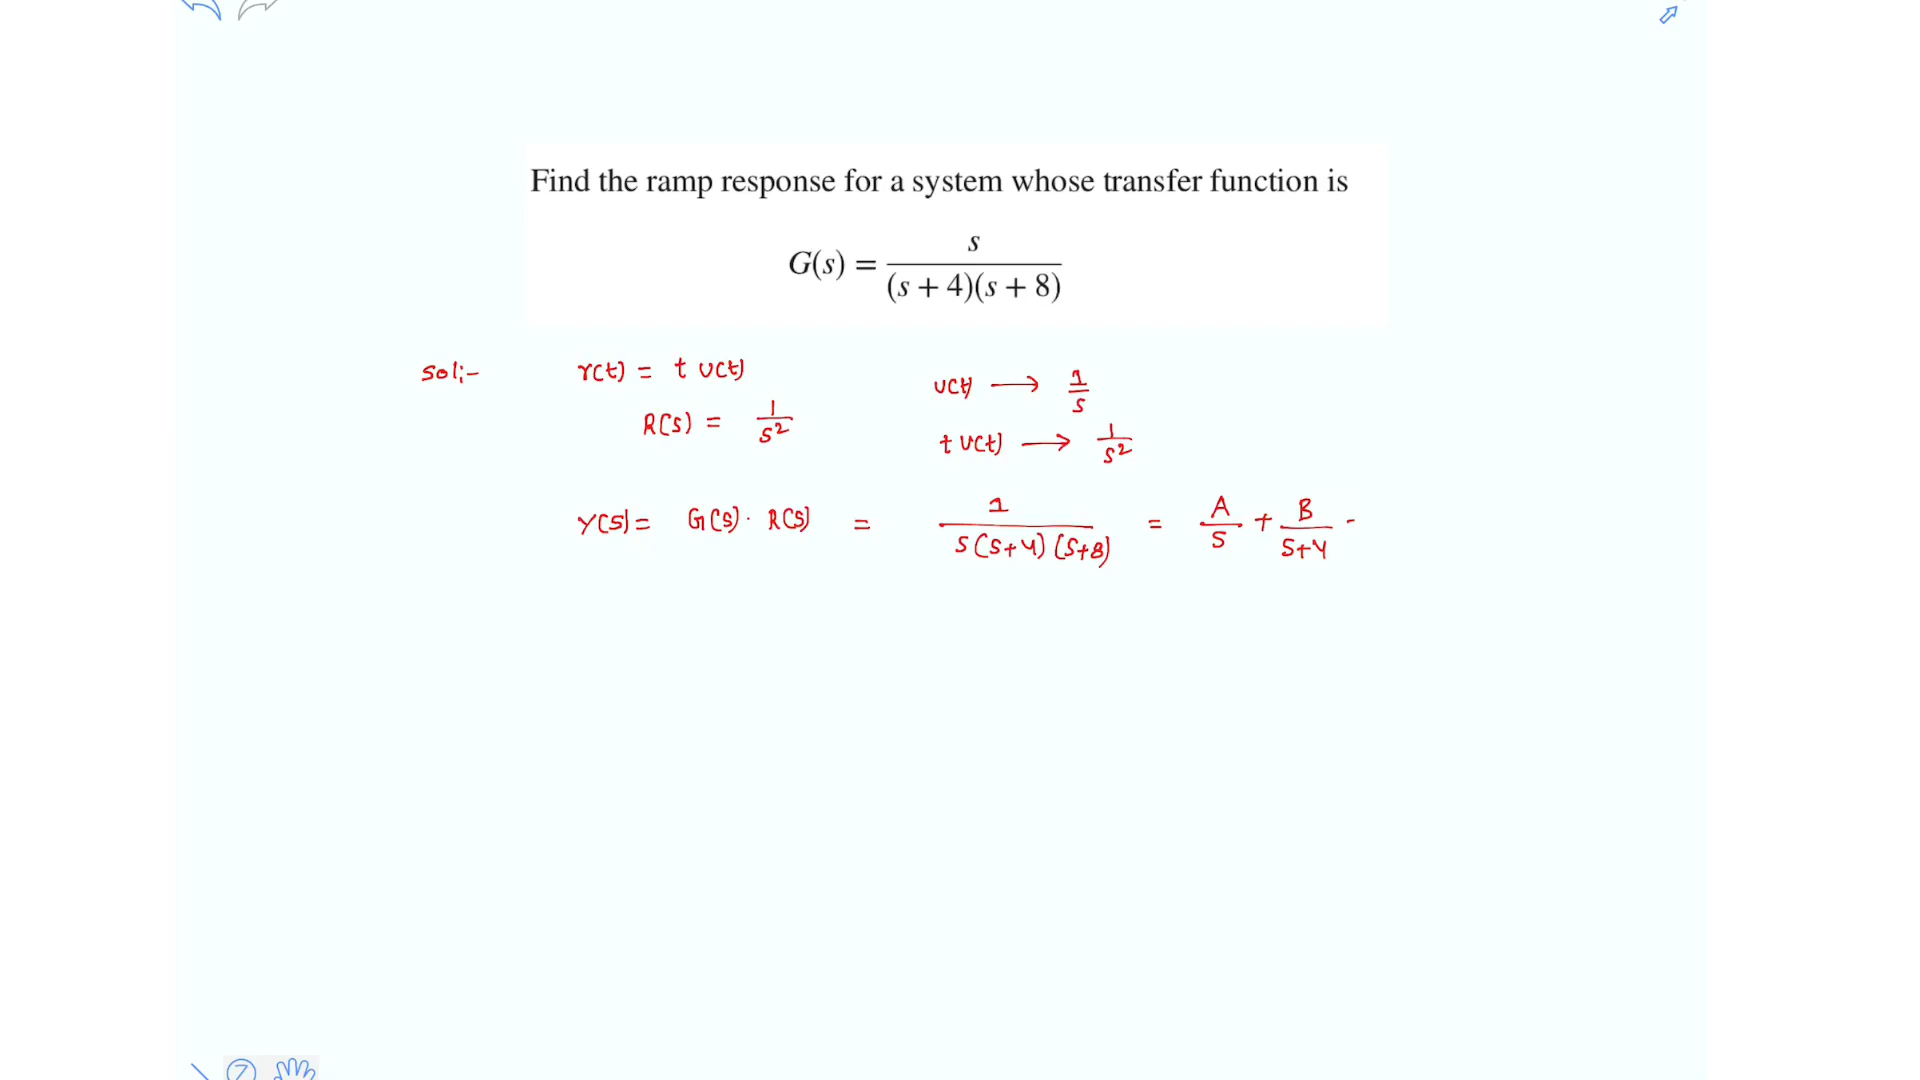 Find the ramp response for a system whose transfer function is
G(s) = s / (s + 4)(s + 8)
Sol:- r(t) = t u(t) u(t) → 1/s
R(s) = 1/s² t u(t) → 1/s²
Y(s) = G(s) · R(s) = 1 / s(s+4)(s+8) = A/s + B/s+4 -